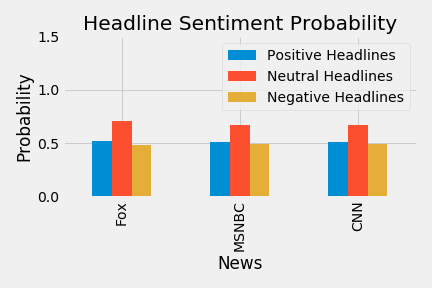 Headline Sentiment Probability
1.5
1.0
0.5
0.0
Probability
Positive Headlines
Neutral Headlines
Negative Headlines
Fox
MSNBC
CNN
News